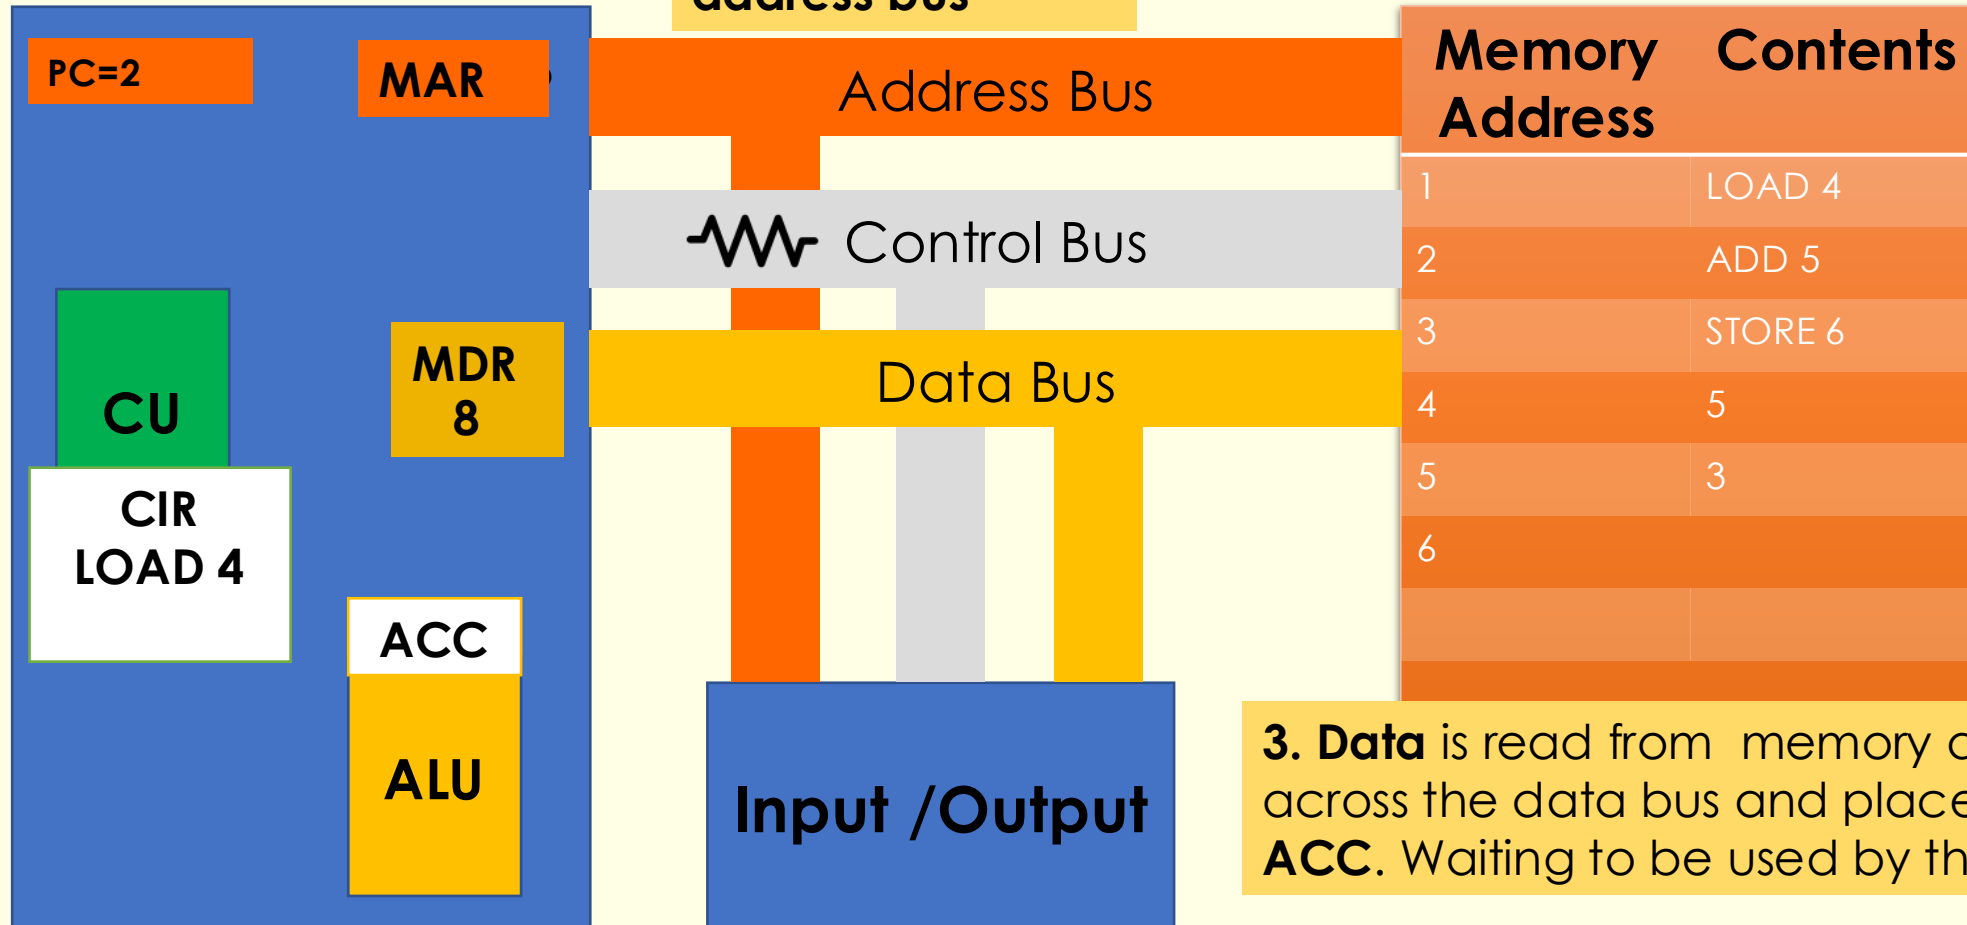 address bus
PC=2
MAR
Address Bus
Control Bus
Data Bus
CU
MDR
8
CIR
LOAD 4
ACC
ALU
Input /Output
Memory Contents
Address
1 LOAD 4
2 ADD 5
3 STORE 6
4 5
5 3
6
3. Data is read from memory
across the data bus and place
ACC. Waiting to be used by th